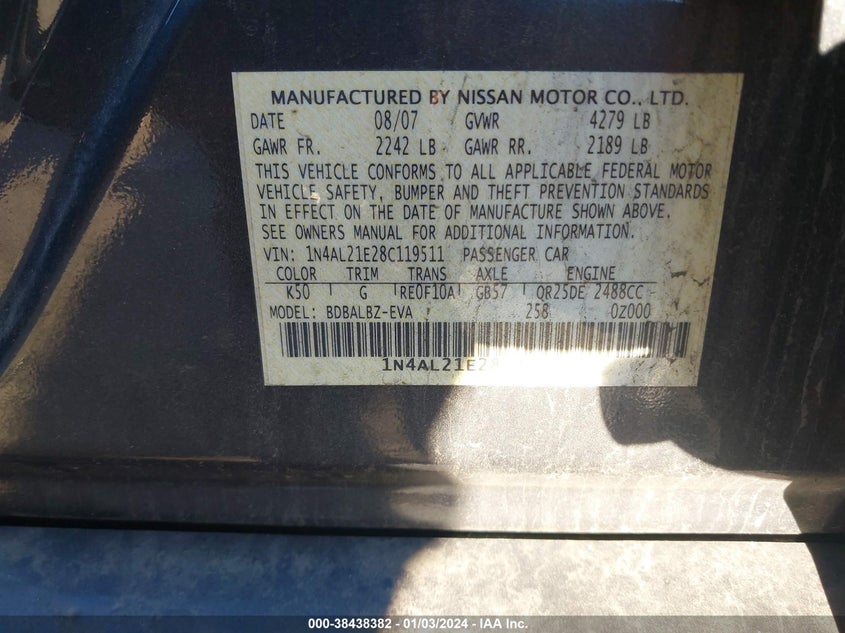 MANUFACTURED BY NISSAN MOTOR CO., LTD.
DATE 08/07 GVWR 4279 LB
GAWR FR. 2242 LB GAWR RR. 2189 LB
THIS VEHICLE CONFORMS TO ALL APPLICABLE FEDERAL MOTOR
VEHICLE SAFETY, BUMPER AND THEFT PREVENTION STANDARDS
IN EFFECT ON THE DATE OF MANUFACTURE SHOWN ABOVE.
SEE OWNERS MANUAL FOR ADDITIONAL INFORMATION.
VIN: 1N4AL21E28C119511 PASSENGER CAR
COLOR TRIM TRANS AXLE ENGINE
K50 G RE0F10A GB57 QR25DE 2488CC
MODEL: BDBALBZ-EVA 258 0Z000
1N4AL21E28
000-38438382 - 01/03/2024 - IAA Inc.